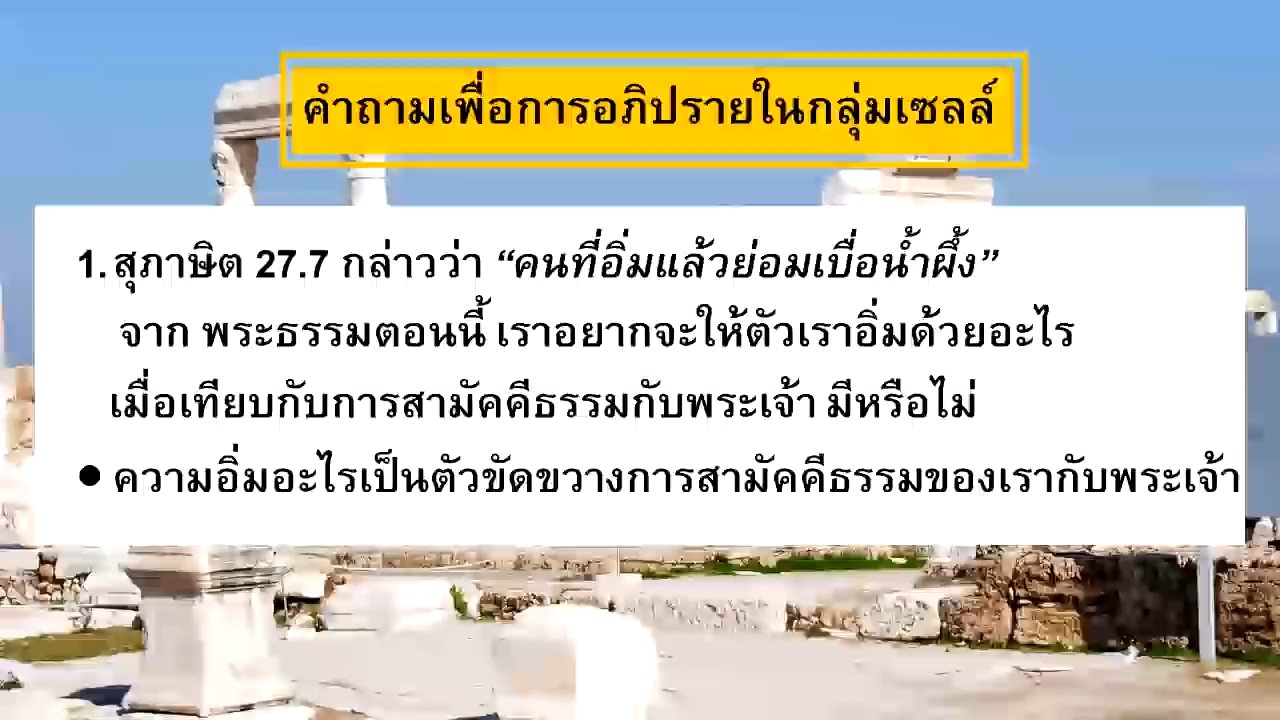 คำถามเพื่อการอภิปรายในกลุ่มเซลล์
1. สุภาษิต 27.7 กล่าวว่า “คนที่อิ่มแล้วย่อมเบื่อน้ำผึ้ง”
จาก พระธรรมตอนนี้ เราอยากจะให้ตัวเราอิ่มด้วยอะไร
เมื่อเทียบกับการสามัคคีธรรมกับพระเจ้า มีหรือไม่
● ความอิ่มอะไรเป็นตัวขัดขวางการสามัคคีธรรมของเรากับพระเจ้า